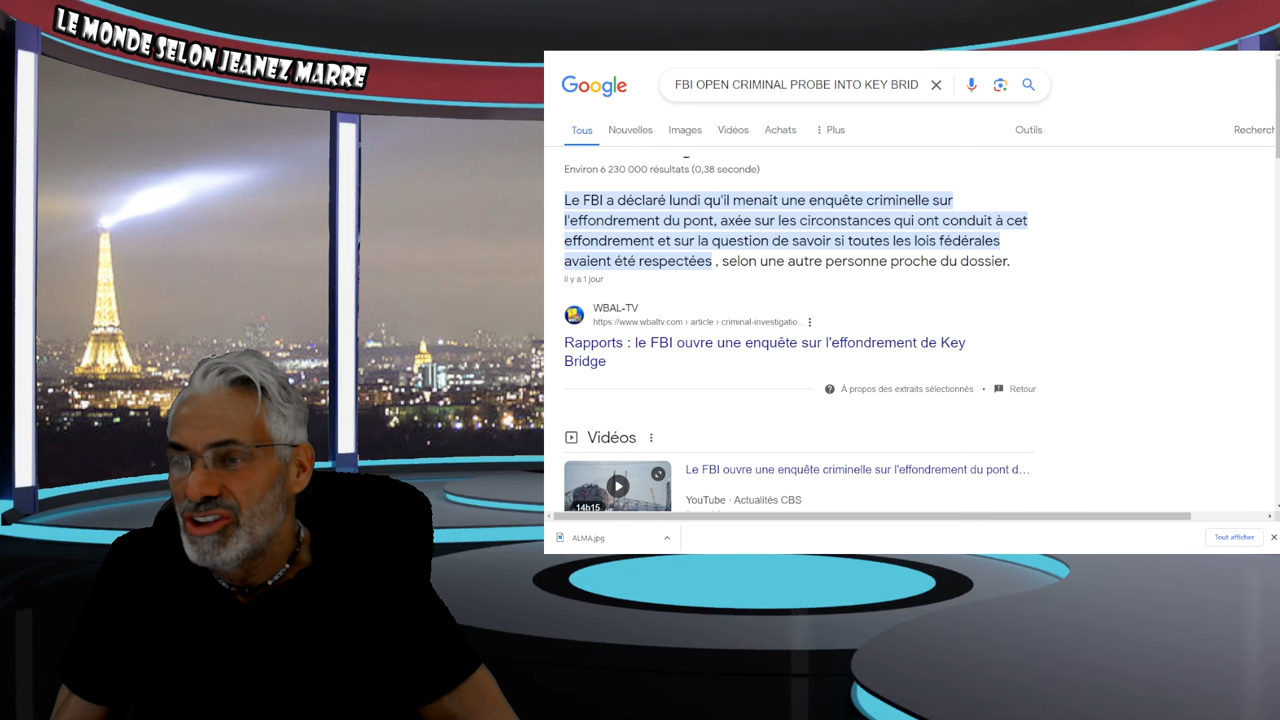 LE MONDE SELON JEANEZ MARRE
Google
FBI OPEN CRIMINAL PROBE INTO KEY BRID
Tous Nouvelles Images Vidéos Achats Plus Outils Recherch
Environ 6 230 000 résultats (0,38 seconde)
Le FBI a déclaré lundi qu'il menait une enquête criminelle sur
l'effondrement du pont, axée sur les circonstances qui ont conduit à cet
effondrement et sur la question de savoir si toutes les lois fédérales
avaient été respectées , selon une autre personne proche du dossier.
il y a 1 jour
WBAL-TV
https://www.wbaltv.com › article › criminal-investigatio...
Rapports : le FBI ouvre une enquête sur l'effondrement de Key
Bridge
À propos des extraits sélectionnés • Retour
Vidéos
Le FBI ouvre une enquête criminelle sur l'effondrement du pont d...
YouTube · Actualités CBS
14h15
ALMA.jpg
Tout afficher